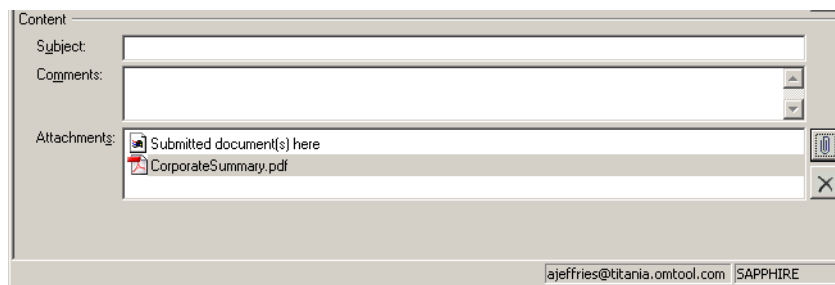 Content
Subject:
Comments:
Attachments:
Submitted document(s) here
CorporateSummary.pdf
ajeffries@titania.omtool.com SAPPHIRE